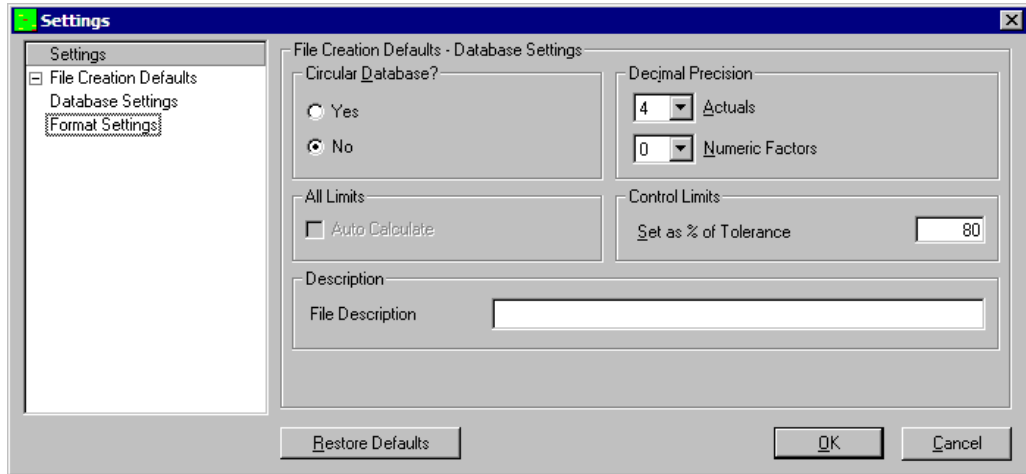 Settings
Settings
File Creation Defaults
Database Settings
Format Settings
File Creation Defaults - Database Settings
Circular Database?
Yes
No
Decimal Precision
4 Actuals
0 Numeric Factors
All Limits
Auto Calculate
Control Limits
Set as % of Tolerance 80
Description
File Description
Restore Defaults OK Cancel